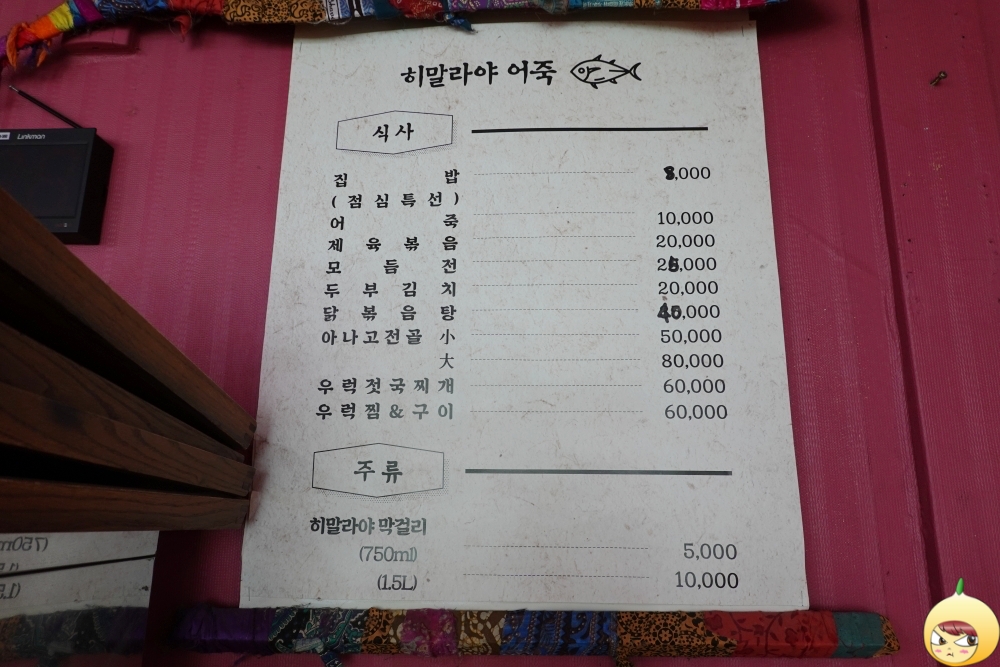 히말라야 어죽
Linkman
식사
집밥 8,000
(점심특선)
어죽 10,000
제육볶음 20,000
모듬전 25,000
두부김치 20,000
닭볶음탕 ,000
아나고전골 小 50,000
大 80,000
우럭젓국찌개 60,000
우럭찜&구이 60,000
주류
히말라야 막걸리
(750ml) 5,000
(1.5L) 10,000